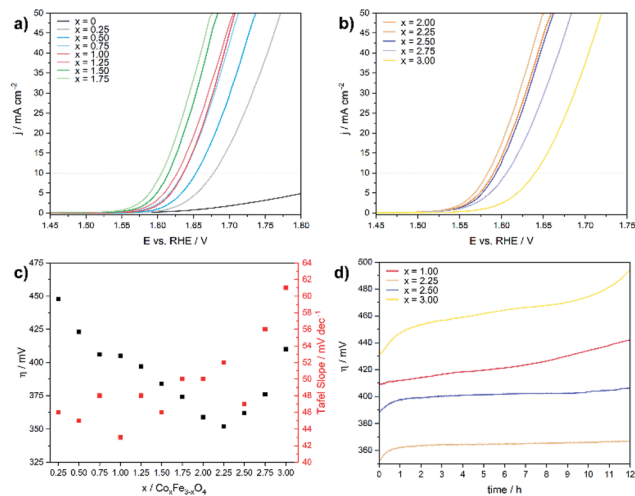 a)
x = 0
x = 0.25
x = 0.50
x = 0.75
x = 1.00
x = 1.25
x = 1.50
x = 1.75
50
45
40
35
30
25
20
15
10
5
0
j / mA cm⁻²
1.45 1.50 1.55 1.60 1.65 1.70 1.75 1.80
E vs. RHE / V
b)
x = 2.00
x = 2.25
x = 2.50
x = 2.75
x = 3.00
50
45
40
35
30
25
20
15
10
5
0
j / mA cm⁻²
1.45 1.50 1.55 1.60 1.65 1.70 1.75
E vs. RHE / V
c)
475
450
425
400
375
350
325
η / mV
64
62
60
58
56
54
52
50
48
46
44
42
40
Tafel Slope / mV dec⁻¹
0.25 0.50 0.75 1.00 1.25 1.50 1.75 2.00 2.25 2.50 2.75 3.00
x / CoₓFe₃₋ₓO₄
d)
x = 1.00
x = 2.25
x = 2.50
x = 3.00
500
480
460
440
420
400
380
360
η / mV
0 1 2 3 4 5 6 7 8 9 10 11 12
time / h